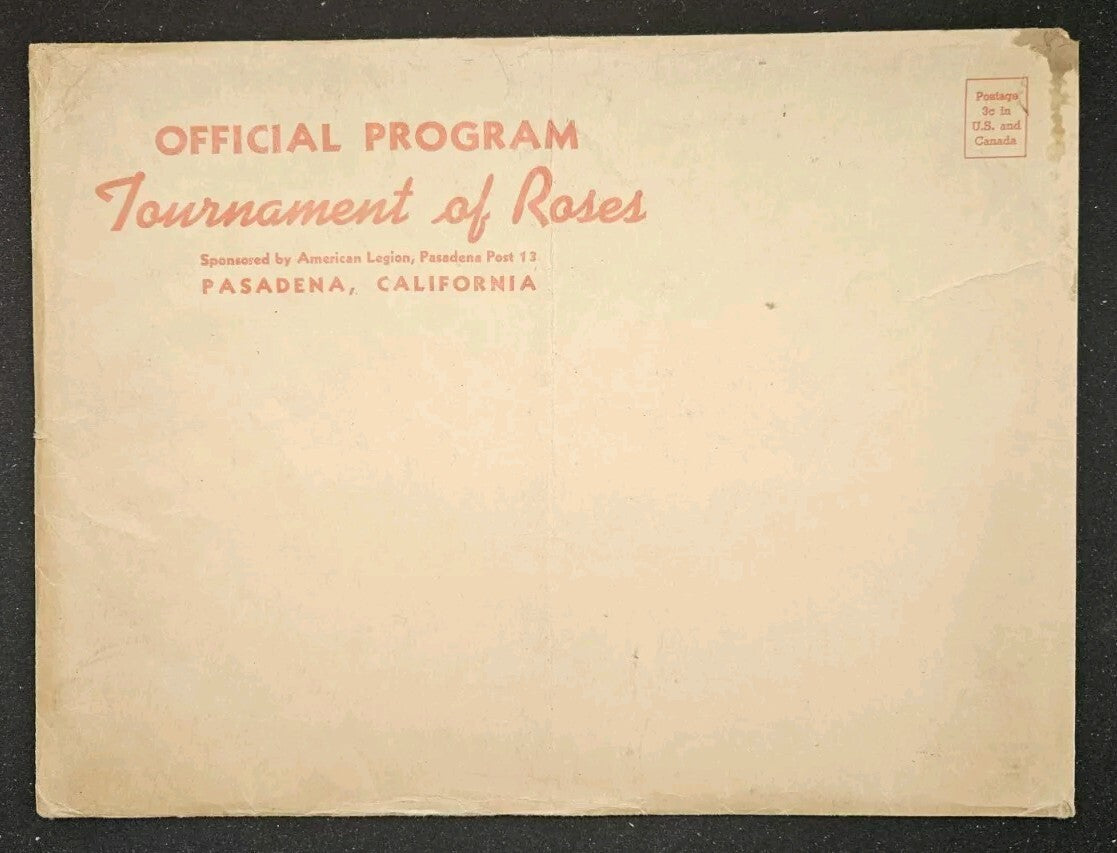 OFFICIAL PROGRAM
Tournament of Roses
Sponsored by American Legion, Pasadena Post 13
PASADENA, CALIFORNIA
Postage
3c in
U.S. and
Canada